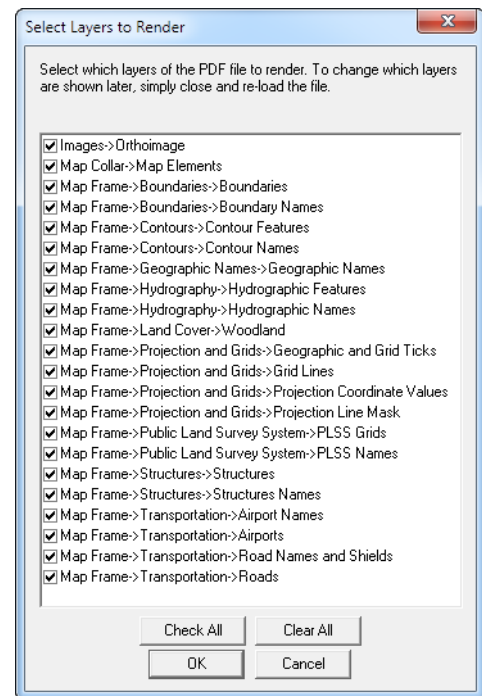 Select Layers to Render
Select which layers of the PDF file to render. To change which layers
are shown later, simply close and re-load the file.
Images->Orthoimage
Map Collar->Map Elements
Map Frame->Boundaries->Boundaries
Map Frame->Boundaries->Boundary Names
Map Frame->Contours->Contour Features
Map Frame->Contours->Contour Names
Map Frame->Geographic Names->Geographic Names
Map Frame->Hydrography->Hydrographic Features
Map Frame->Hydrography->Hydrographic Names
Map Frame->Land Cover->Woodland
Map Frame->Projection and Grids->Geographic and Grid Ticks
Map Frame->Projection and Grids->Grid Lines
Map Frame->Projection and Grids->Projection Coordinate Values
Map Frame->Projection and Grids->Projection Line Mask
Map Frame->Public Land Survey System->PLSS Grids
Map Frame->Public Land Survey System->PLSS Names
Map Frame->Structures->Structures
Map Frame->Structures->Structures Names
Map Frame->Transportation->Airport Names
Map Frame->Transportation->Airports
Map Frame->Transportation->Road Names and Shields
Map Frame->Transportation->Roads
Check All Clear All
OK Cancel